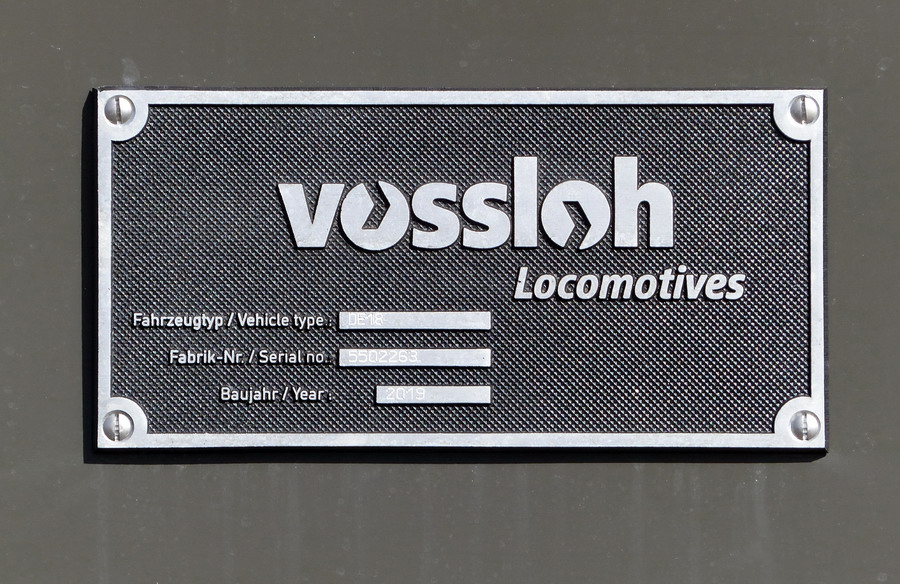 vossloh
Locomotives
Fahrzeugtyp / Vehicle type.: DE18
Fabrik-Nr. / Serial no.: 5502263
Baujahr / Year : 2019